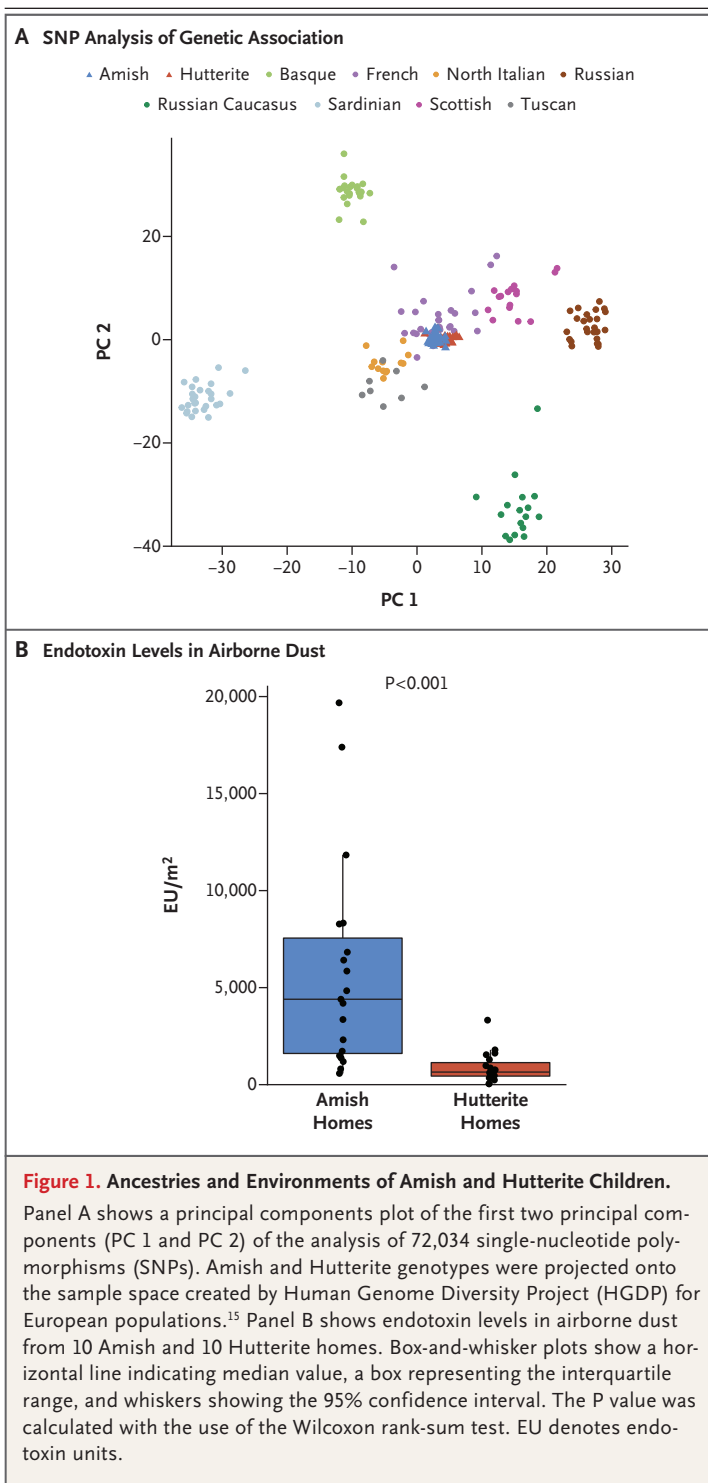 A SNP Analysis of Genetic Association
Amish Hutterite Basque French North Italian Russian
Russian Caucasus Sardinian Scottish Tuscan
20
0
−20
−40
PC 2
−30 −20 −10 0 10 20 30
PC 1
B Endotoxin Levels in Airborne Dust
P<0.001
20,000
15,000
10,000
5,000
0
EU/m²
Amish Hutterite
Homes Homes
Figure 1. Ancestries and Environments of Amish and Hutterite Children.
Panel A shows a principal components plot of the first two principal com-
ponents (PC 1 and PC 2) of the analysis of 72,034 single-nucleotide poly-
morphisms (SNPs). Amish and Hutterite genotypes were projected onto
the sample space created by Human Genome Diversity Project (HGDP) for
European populations.¹⁵ Panel B shows endotoxin levels in airborne dust
from 10 Amish and 10 Hutterite homes. Box-and-whisker plots show a hor-
izontal line indicating median value, a box representing the interquartile
range, and whiskers showing the 95% confidence interval. The P value was
calculated with the use of the Wilcoxon rank-sum test. EU denotes endo-
toxin units.